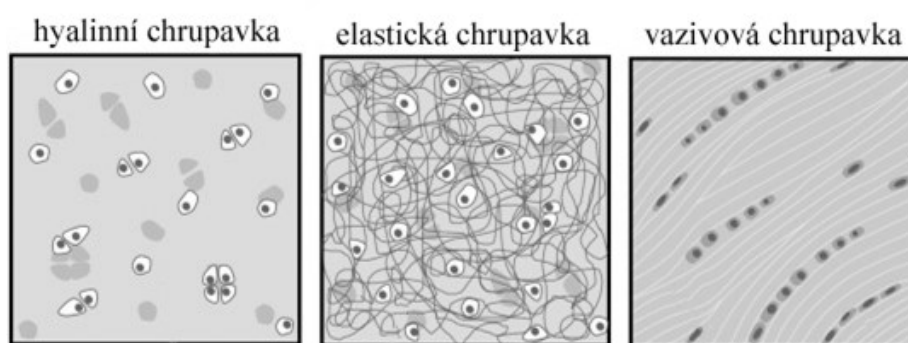 hyalinní chrupavka
elastická chrupavka
vazivová chrupavka